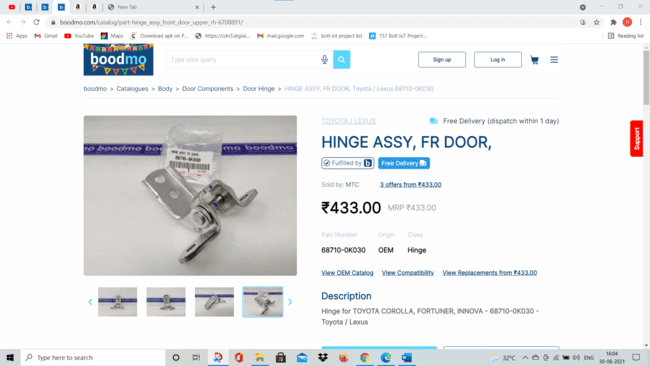 New Tab
boodmo.com/catalog/part-hinge_assy_front_door_upper_rh-6708891/
Apps Gmail YouTube Maps Download apk on P... https://cdn3.digial... mail.google.com bolt iot project list 157 Bolt IoT Project... Reading list
boodmo
Type your query
Sign up
Log in
boodmo > Catalogues > Body > Door Components > Door Hinge > HINGE ASSY, FR DOOR, Toyota / Lexus 68710-0K030
TOYOTA / LEXUS
Free Delivery (dispatch within 1 day)
HINGE ASSY, FR DOOR,
Fulfilled by b
Free Delivery
Sold by: MTC
3 offers from ₹433.00
₹433.00 MRP ₹433.00
Part Number Origin Class
68710-0K030 OEM Hinge
View OEM Catalog View Compatibility View Replacements from ₹433.00
Description
Hinge for TOYOTA COROLLA, FORTUNER, INNOVA - 68710-0K030 -
Toyota / Lexus
Support
boodmo
68710-0K030
Type here to search
32°C
ENG
16:04
30-08-2021